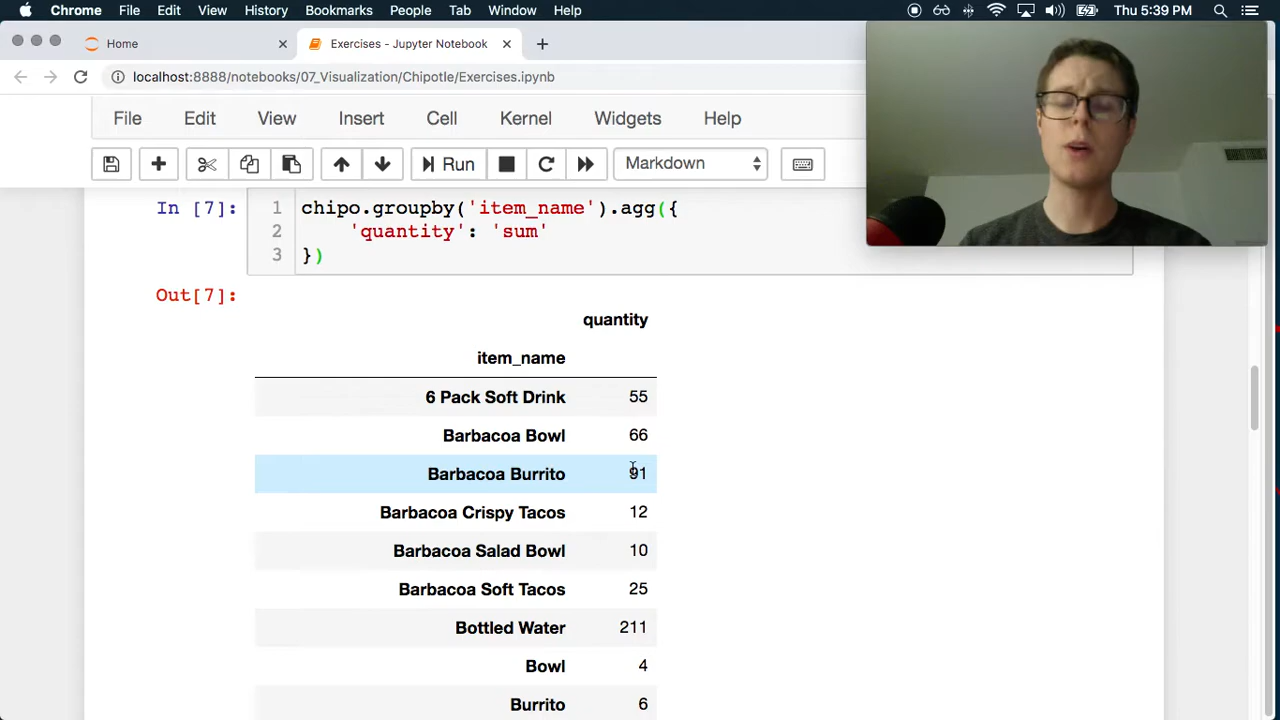 Chrome File Edit View History Bookmarks People Tab Window Help Thu 5:39 PM
Home Exercises - Jupyter Notebook
localhost:8888/notebooks/07_Visualization/Chipotle/Exercises.ipynb
File Edit View Insert Cell Kernel Widgets Help
Run Markdown
In [7]: 1 chipo.groupby('item_name').agg({
2 'quantity': 'sum'
3 })
Out[7]:
quantity
item_name
6 Pack Soft Drink 55
Barbacoa Bowl 66
Barbacoa Burrito 91
Barbacoa Crispy Tacos 12
Barbacoa Salad Bowl 10
Barbacoa Soft Tacos 25
Bottled Water 211
Bowl 4
Burrito 6